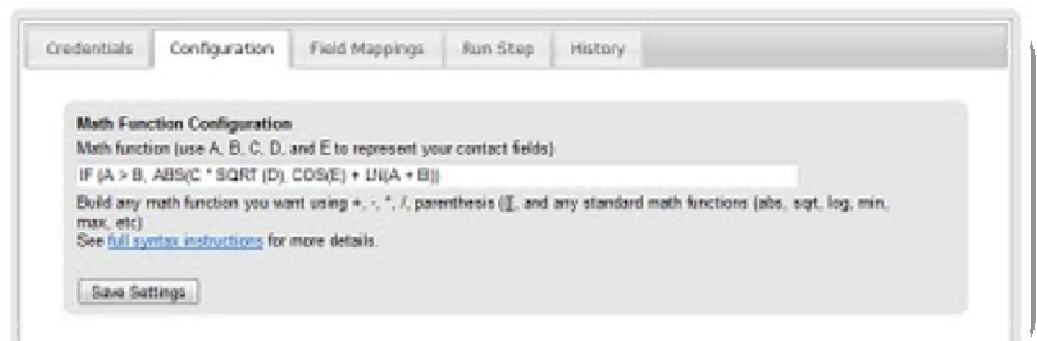 Credentials Configuration Field Mappings Run Step History
Math Function Configuration
Math function (use A, B, C, D, and E to represent your contact fields)
IF (A > B, ABS(C * SQRT (D), COS(E) + LN(A + B))
Build any math function you want using +, -, *, /, parenthesis (), and any standard math functions (abs, sqt, log, min,
max, etc)
See full syntax instructions for more details.
Save Settings